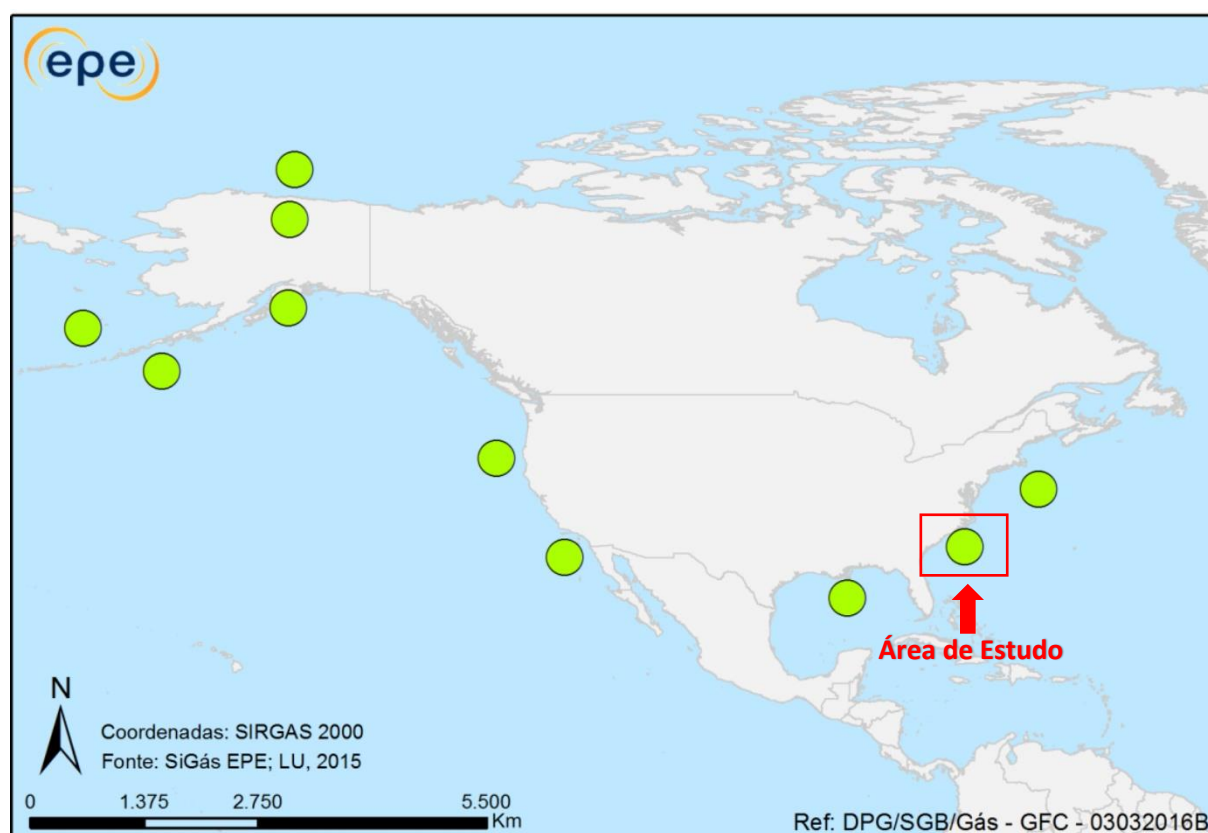 epe
Área de Estudo
N
Coordenadas: SIRGAS 2000
Fonte: SiGás EPE; LU, 2015
0 1.375 2.750 5.500
Km
Ref: DPG/SGB/Gás - GFC - 03032016B